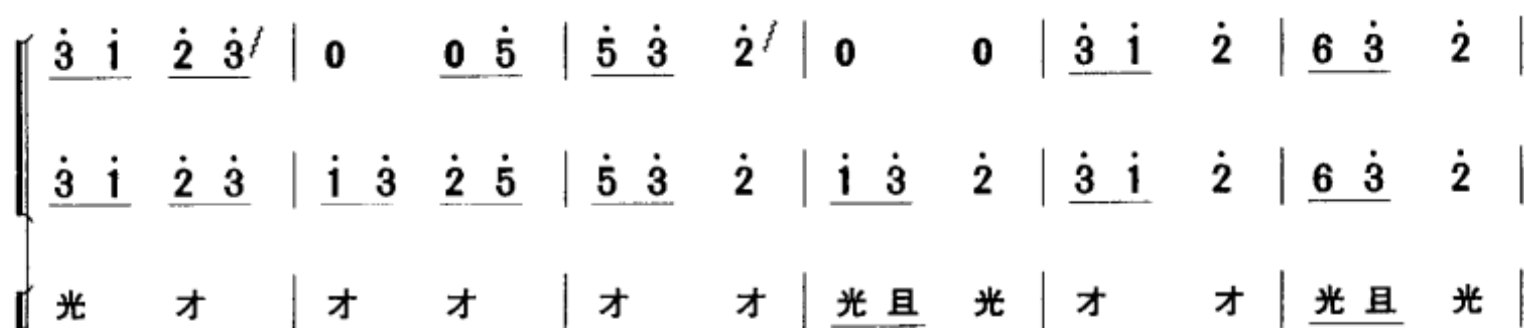 3̇ 1̇ 2̇ 3̇ / | 0 0 5̇ | 5̇ 3̇ 2̇ / | 0 0 | 3̇ 1̇ 2̇ | 6 3̇ 2̇ |
3̇ 1̇ 2̇ 3̇ | 1̇ 3̇ 2̇ 5̇ | 5̇ 3̇ 2̇ | 1̇ 3̇ 2̇ | 3̇ 1̇ 2̇ | 6 3̇ 2̇ |
光 才 | 才 才 | 才 才 | 光 且 光 | 才 才 | 光 且 光 |